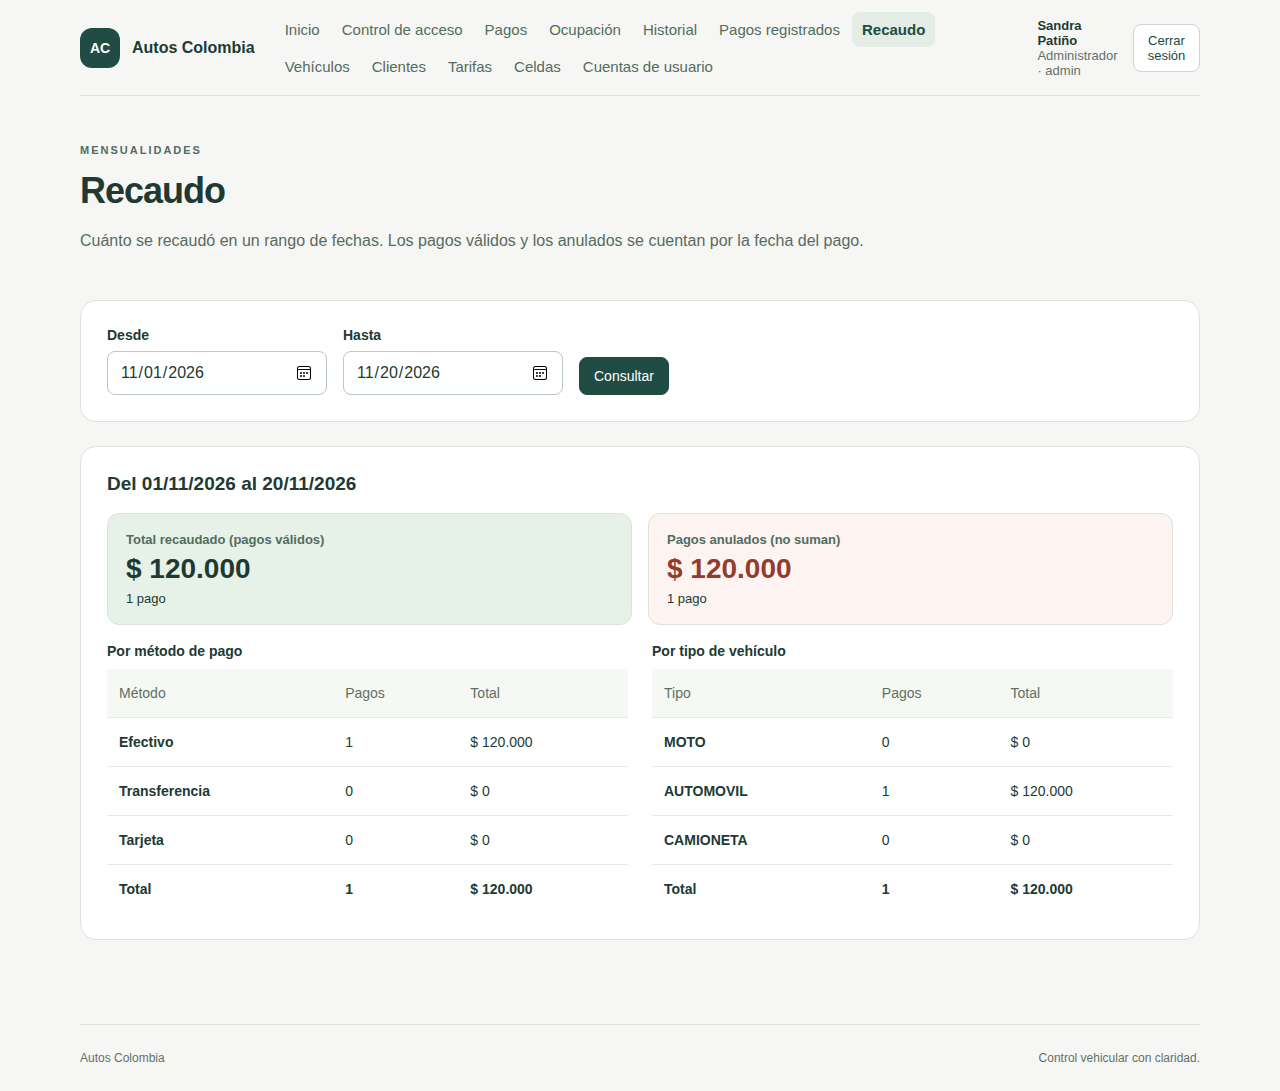 AC
Autos Colombia
Inicio Control de acceso Pagos Ocupación Historial Pagos registrados Recaudo
Vehículos Clientes Tarifas Celdas Cuentas de usuario
Sandra
Patiño
Administrador
· admin
Cerrar
sesión
MENSUALIDADES
Recaudo
Cuánto se recaudó en un rango de fechas. Los pagos válidos y los anulados se cuentan por la fecha del pago.
Desde Hasta
11/01/2026 11/20/2026 Consultar
Del 01/11/2026 al 20/11/2026
Total recaudado (pagos válidos)
$ 120.000
1 pago
Pagos anulados (no suman)
$ 120.000
1 pago
Por método de pago
Método Pagos Total
Efectivo 1 $ 120.000
Transferencia 0 $ 0
Tarjeta 0 $ 0
Total 1 $ 120.000
Por tipo de vehículo
Tipo Pagos Total
MOTO 0 $ 0
AUTOMOVIL 1 $ 120.000
CAMIONETA 0 $ 0
Total 1 $ 120.000
Autos Colombia
Control vehicular con claridad.